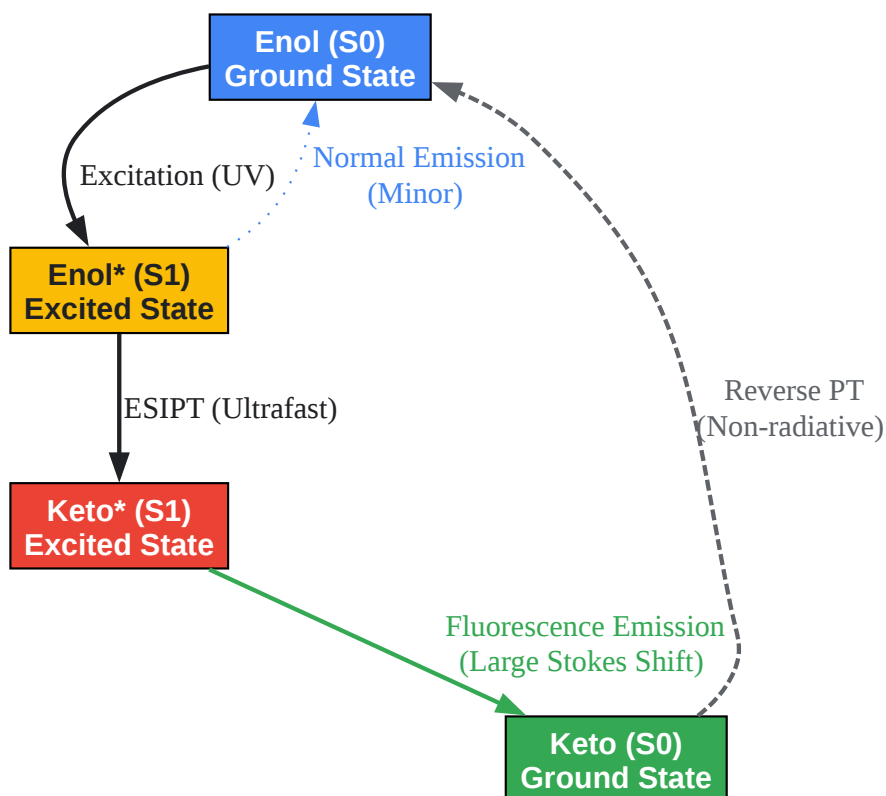 Enol (S0)
Ground State
Normal Emission
(Minor)
Excitation (UV)
Enol* (S1)
Excited State
Reverse PT
(Non-radiative)
ESIPT (Ultrafast)
Keto* (S1)
Excited State
Fluorescence Emission
(Large Stokes Shift)
Keto (S0)
Ground State